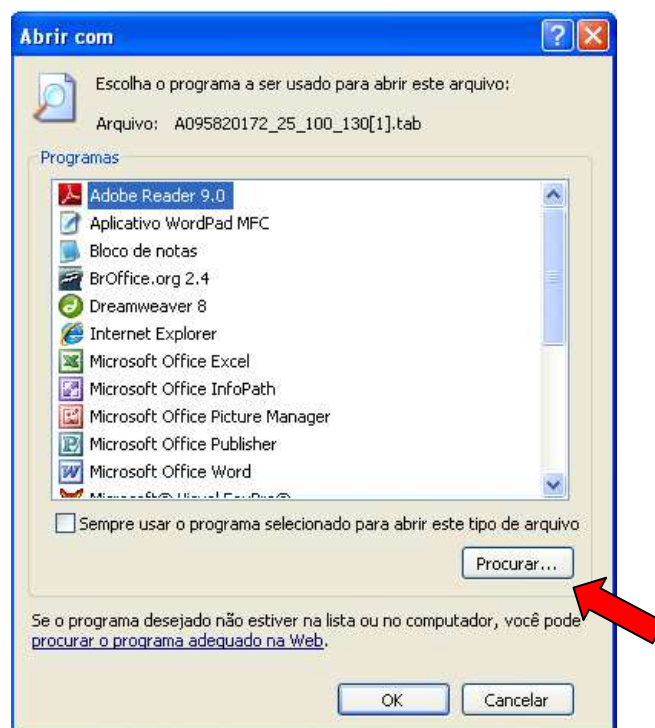 Abrir com
Escolha o programa a ser usado para abrir este arquivo:
Arquivo: A095820172_25_100_130[1].tab
Programas
Adobe Reader 9.0
Aplicativo WordPad MFC
Bloco de notas
BrOffice.org 2.4
Dreamweaver 8
Internet Explorer
Microsoft Office Excel
Microsoft Office InfoPath
Microsoft Office Picture Manager
Microsoft Office Publisher
Microsoft Office Word
Sempre usar o programa selecionado para abrir este tipo de arquivo
Procurar...
Se o programa desejado não estiver na lista ou no computador, você pode
procurar o programa adequado na Web.
OK Cancelar